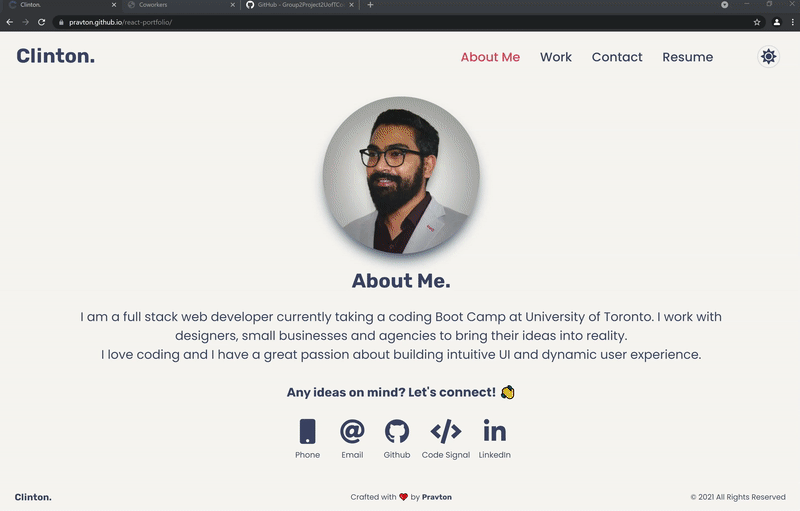 Clinton.
Coworkers
GitHub - Group2Project2UofTCo
pravton.github.io/react-portfolio/
Clinton.
About Me
Work
Contact
Resume
About Me.
I am a full stack web developer currently taking a coding Boot Camp at University of Toronto. I work with
designers, small businesses and agencies to bring their ideas into reality.
I love coding and I have a great passion about building intuitive UI and dynamic user experience.
Any ideas on mind? Let's connect! 👏
Phone
Email
Github
Code Signal
LinkedIn
Clinton.
Crafted with ❤ by Pravton
© 2021 All Rights Reserved